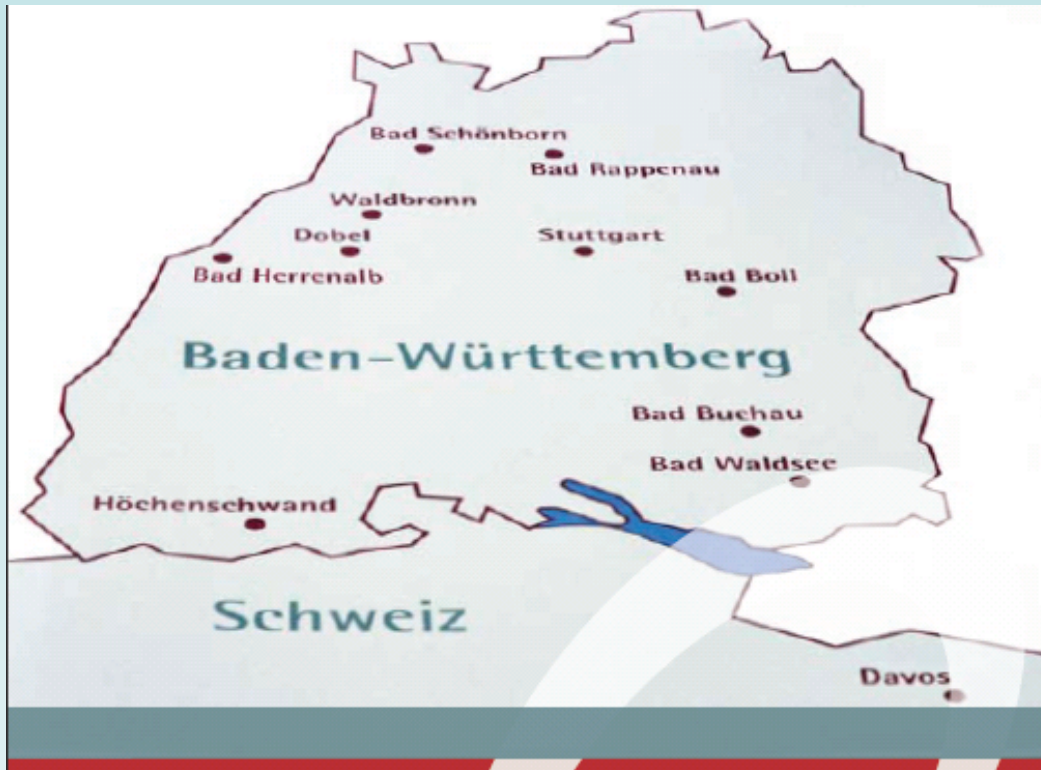 Bad Schönborn
Bad Rappenau
Waldbronn
Dobel
Stuttgart
Bad Herrenalb
Bad Boll
Baden-Württemberg
Bad Buchau
Bad Waldsee
Höchenschwand
Schweiz
Davos